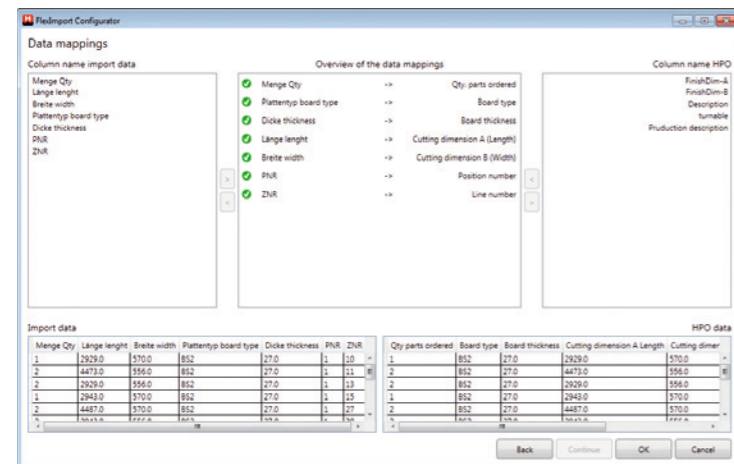 FlexImport Configurator
Data mappings
Column name import data
Overview of the data mappings
Column name HPO
Menge Qty
Länge lenght
Breite width
Plattentyp board type
Dicke thickness
PNR
ZNR
Menge Qty -> Qty. parts ordered
Plattentyp board type -> Board type
Dicke thickness -> Board thickness
Länge lenght -> Cutting dimension A (Length)
Breite width -> Cutting dimension B (Width)
PNR -> Position number
ZNR -> Line number
FinishDim-A
FinishDim-B
Description
turnable
Pruduction description
> <
< >
Import data
Menge Qty Länge lenght Breite width Plattentyp board type Dicke thickness PNR ZNR
1 2929.0 570.0 BS2 27.0 1 10
2 4473.0 556.0 BS2 27.0 1 11
2 2929.0 556.0 BS2 27.0 1 13
1 2943.0 570.0 BS2 27.0 1 15
2 4487.0 570.0 BS2 27.0 1 27
HPO data
Qty parts ordered Board type Board thickness Cutting dimension A Length Cutting dimer
1 BS2 27.0 2929.0 570.0
2 BS2 27.0 4473.0 556.0
2 BS2 27.0 2929.0 556.0
1 BS2 27.0 2943.0 570.0
2 BS2 27.0 4487.0 570.0
Back Continue OK Cancel